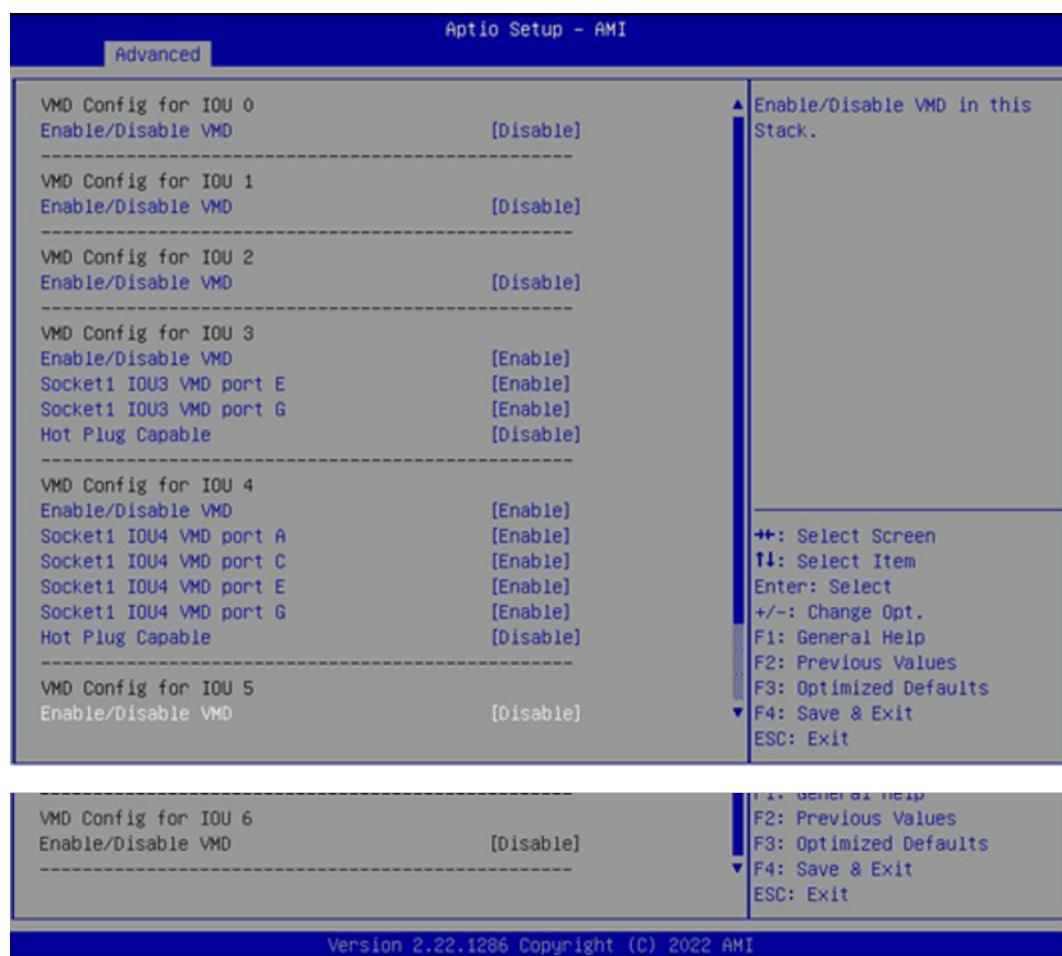 Aptio Setup - AMI
Advanced
VMD Config for IOU 0
Enable/Disable VMD [Disable]
--------------------------------------------------
VMD Config for IOU 1
Enable/Disable VMD [Disable]
--------------------------------------------------
VMD Config for IOU 2
Enable/Disable VMD [Disable]
--------------------------------------------------
VMD Config for IOU 3
Enable/Disable VMD [Enable]
Socket1 IOU3 VMD port E [Enable]
Socket1 IOU3 VMD port G [Enable]
Hot Plug Capable [Disable]
--------------------------------------------------
VMD Config for IOU 4
Enable/Disable VMD [Enable]
Socket1 IOU4 VMD port A [Enable]
Socket1 IOU4 VMD port C [Enable]
Socket1 IOU4 VMD port E [Enable]
Socket1 IOU4 VMD port G [Enable]
Hot Plug Capable [Disable]
--------------------------------------------------
VMD Config for IOU 5
Enable/Disable VMD [Disable]
Enable/Disable VMD in this
Stack.
→←: Select Screen
↑↓: Select Item
Enter: Select
+/-: Change Opt.
F1: General Help
F2: Previous Values
F3: Optimized Defaults
F4: Save & Exit
ESC: Exit
--------------------------------------------------
VMD Config for IOU 6
Enable/Disable VMD [Disable]
--------------------------------------------------
F1: General Help
F2: Previous Values
F3: Optimized Defaults
F4: Save & Exit
ESC: Exit
Version 2.22.1286 Copyright (C) 2022 AMI